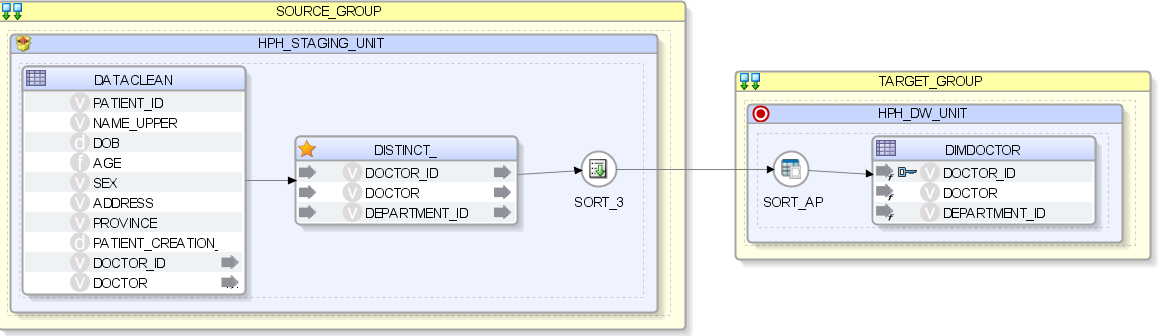 SOURCE_GROUP
HPH_STAGING_UNIT
DATACLEAN
V PATIENT_ID
V NAME_UPPER
d DOB
f AGE
V SEX
V ADDRESS
V PROVINCE
d PATIENT_CREATION_
V DOCTOR_ID
V DOCTOR
DISTINCT_
V DOCTOR_ID
V DOCTOR
V DEPARTMENT_ID
SORT_3
TARGET_GROUP
HPH_DW_UNIT
SORT_AP
DIMDOCTOR
f V DOCTOR_ID
f V DOCTOR
f V DEPARTMENT_ID